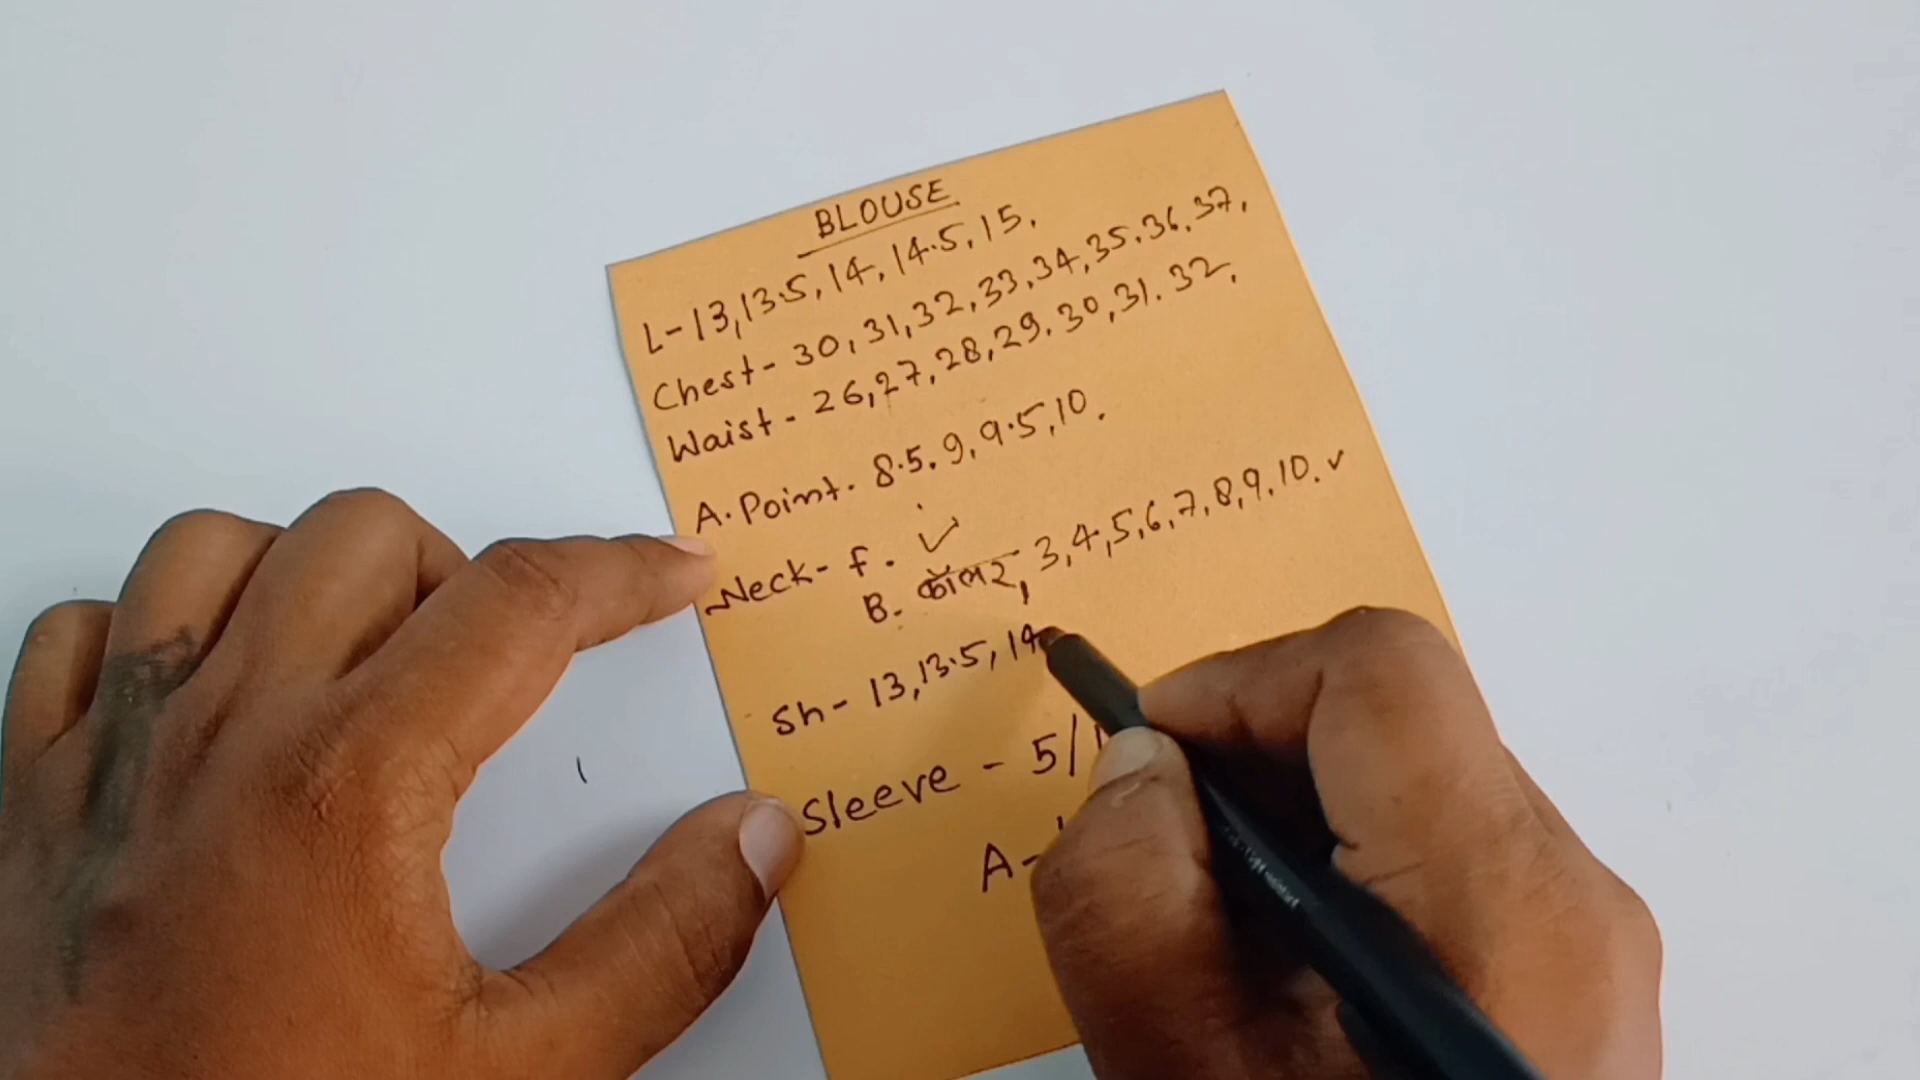 BLOUSE
L-13,13.5,14,14.5,15.
Chest- 30,31,32,33,34,35.36.37,
Waist - 26,27,28,29.30,31.32,
A.Point. 8.5.9,9.5,10.
Neck- f. ✓
B. कॉलर, 3,4,5,6,7,8,9.10. ✓
Sh- 13,13.5,14
Sleeve - 5/
A-